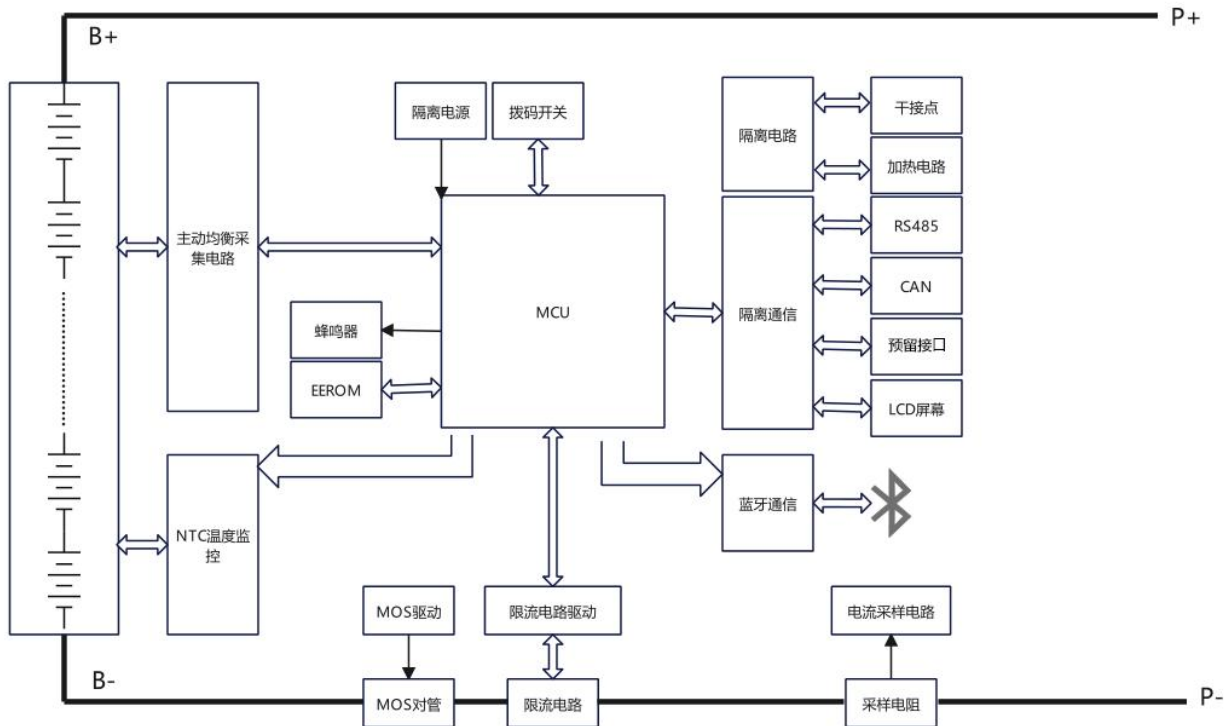 B+
P+
隔离电源
拨码开关
隔离电路
干接点
加热电路
主动均衡采
集电路
MCU
隔离通信
RS485
CAN
预留接口
LCD屏幕
蜂鸣器
EEROM
NTC温度监
控
蓝牙通信
MOS驱动
限流电路驱动
电流采样电路
B-
MOS对管
限流电路
采样电阻
P-